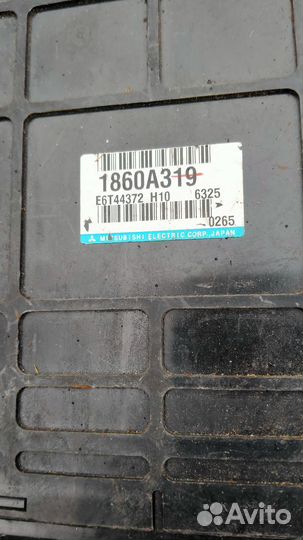 1860A319
E6T44372 H10 6325
0265
MITSUBISHI ELECTRIC CORP.,JAPAN
Avito